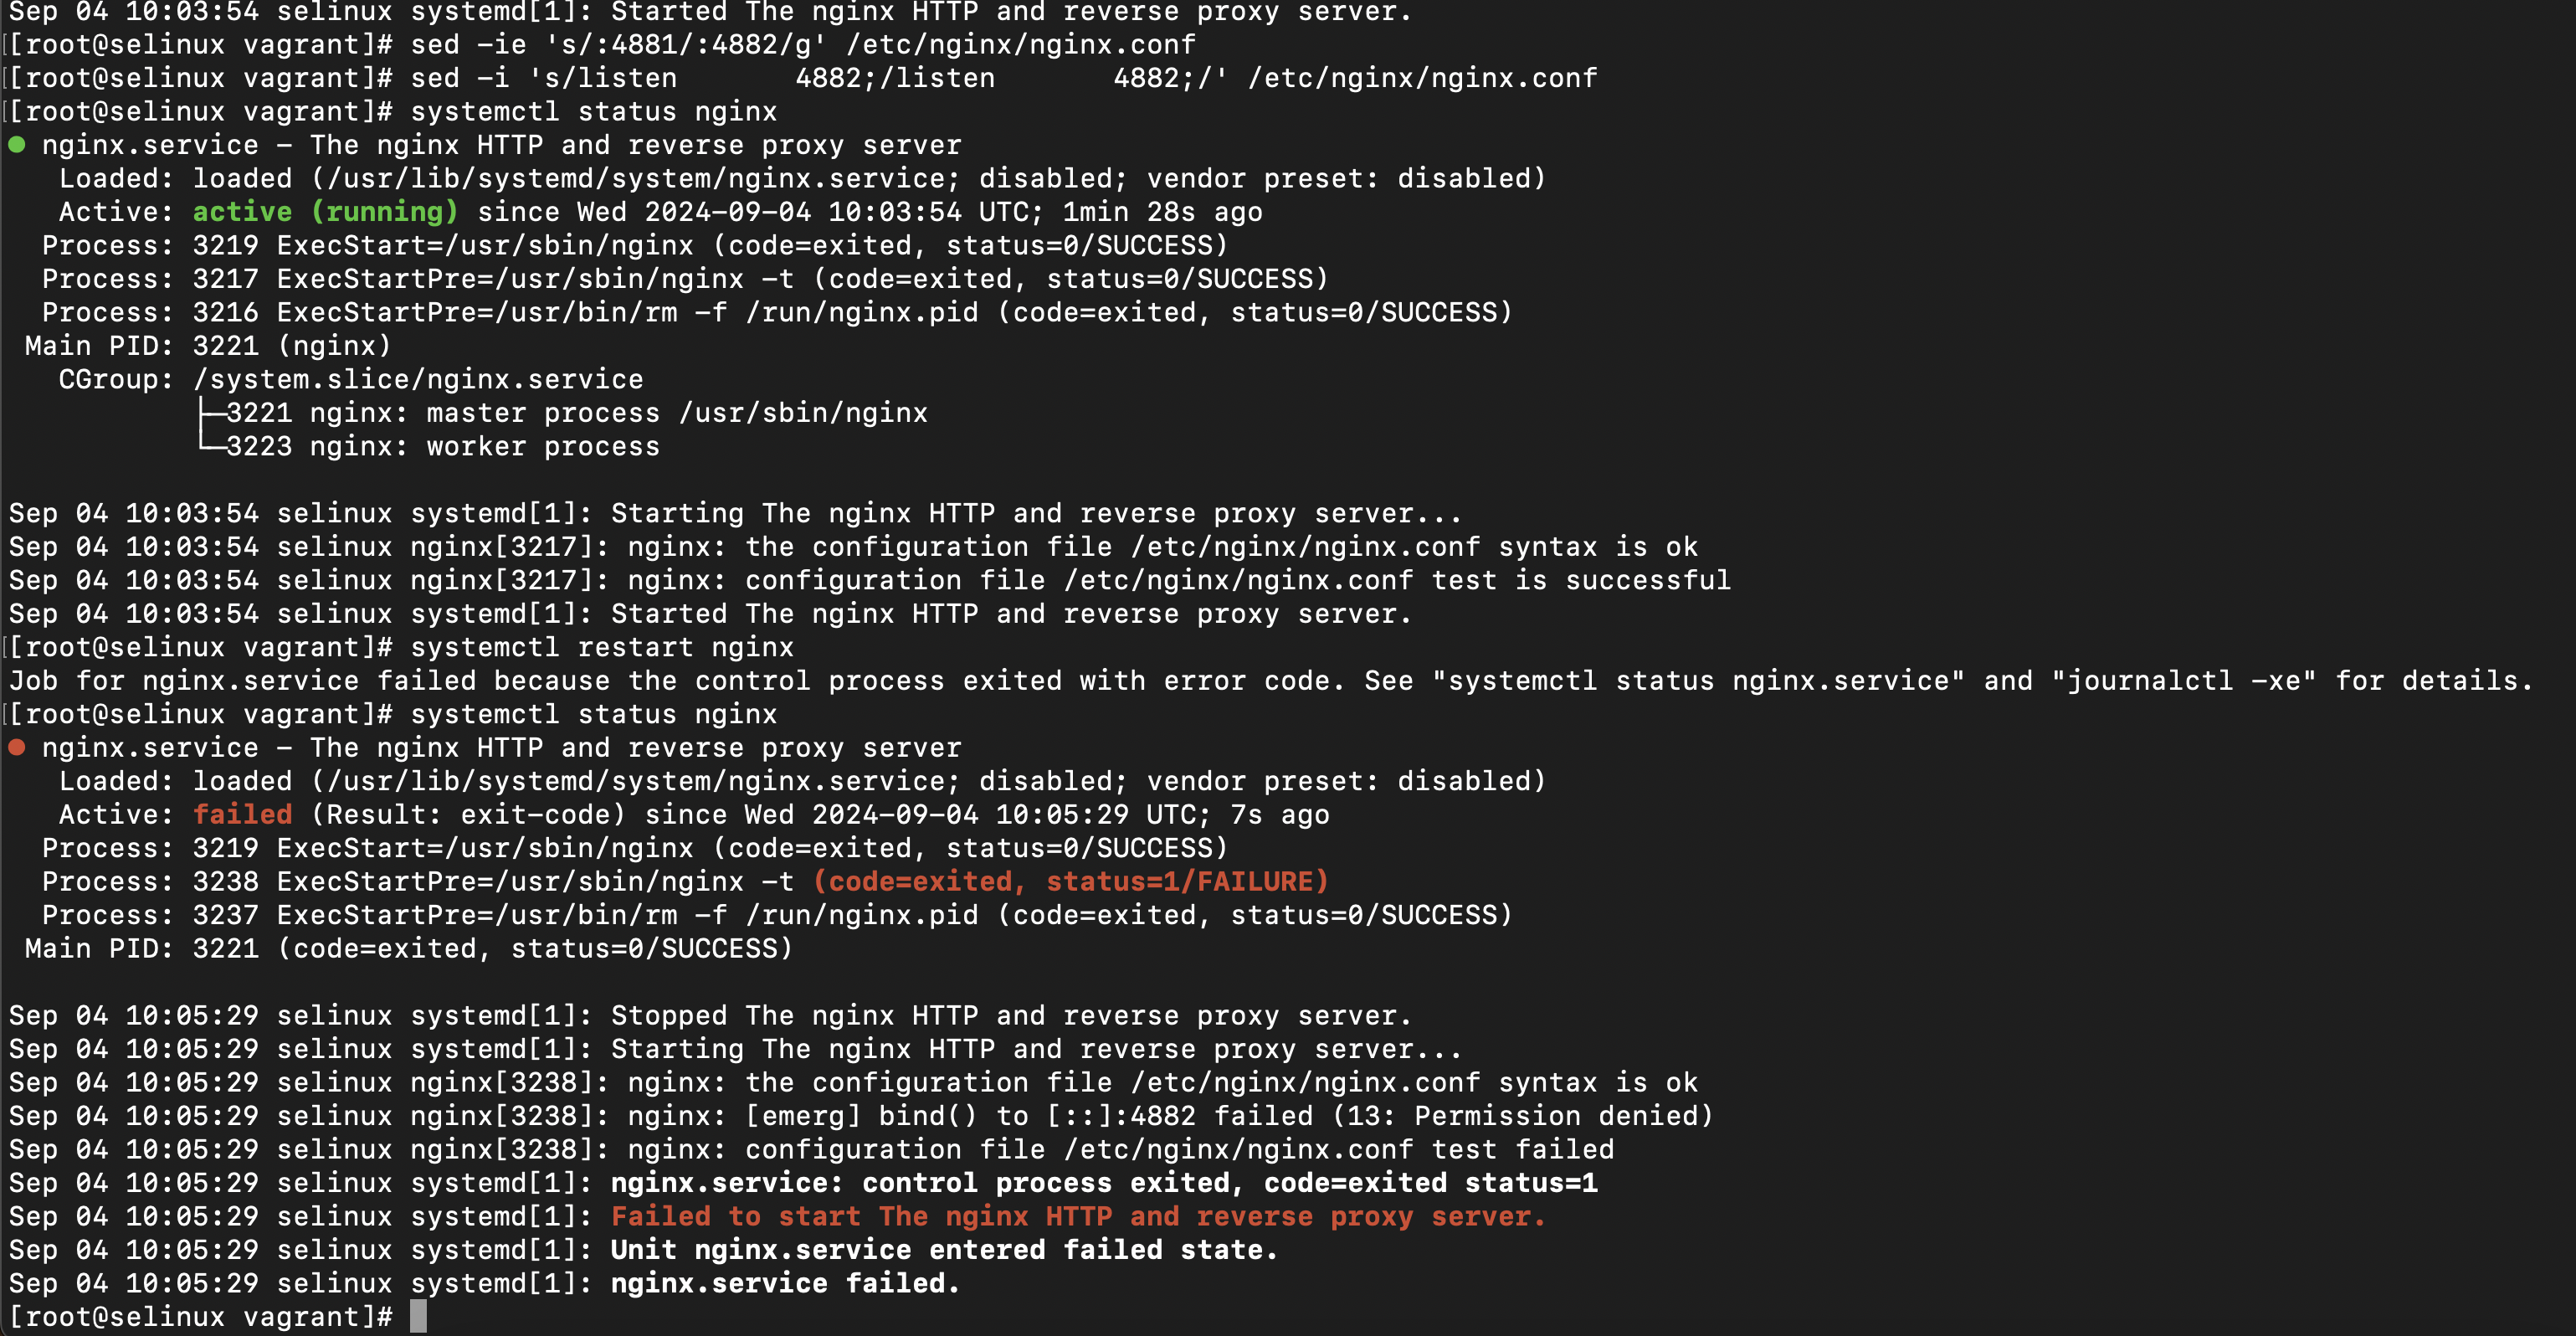 Sep 04 10:03:54 selinux systemd[1]: Started The nginx HTTP and reverse proxy server.
[[root@selinux vagrant]# sed -ie 's/:4881/:4882/g' /etc/nginx/nginx.conf
[[root@selinux vagrant]# sed -i 's/listen       4882;/listen       4882;/' /etc/nginx/nginx.conf
[[root@selinux vagrant]# systemctl status nginx
● nginx.service - The nginx HTTP and reverse proxy server
   Loaded: loaded (/usr/lib/systemd/system/nginx.service; disabled; vendor preset: disabled)
   Active: active (running) since Wed 2024-09-04 10:03:54 UTC; 1min 28s ago
  Process: 3219 ExecStart=/usr/sbin/nginx (code=exited, status=0/SUCCESS)
  Process: 3217 ExecStartPre=/usr/sbin/nginx -t (code=exited, status=0/SUCCESS)
  Process: 3216 ExecStartPre=/usr/bin/rm -f /run/nginx.pid (code=exited, status=0/SUCCESS)
 Main PID: 3221 (nginx)
   CGroup: /system.slice/nginx.service
           ├─3221 nginx: master process /usr/sbin/nginx
           └─3223 nginx: worker process

Sep 04 10:03:54 selinux systemd[1]: Starting The nginx HTTP and reverse proxy server...
Sep 04 10:03:54 selinux nginx[3217]: nginx: the configuration file /etc/nginx/nginx.conf syntax is ok
Sep 04 10:03:54 selinux nginx[3217]: nginx: configuration file /etc/nginx/nginx.conf test is successful
Sep 04 10:03:54 selinux systemd[1]: Started The nginx HTTP and reverse proxy server.
[[root@selinux vagrant]# systemctl restart nginx
Job for nginx.service failed because the control process exited with error code. See "systemctl status nginx.service" and "journalctl -xe" for details.
[[root@selinux vagrant]# systemctl status nginx
● nginx.service - The nginx HTTP and reverse proxy server
   Loaded: loaded (/usr/lib/systemd/system/nginx.service; disabled; vendor preset: disabled)
   Active: failed (Result: exit-code) since Wed 2024-09-04 10:05:29 UTC; 7s ago
  Process: 3219 ExecStart=/usr/sbin/nginx (code=exited, status=0/SUCCESS)
  Process: 3238 ExecStartPre=/usr/sbin/nginx -t (code=exited, status=1/FAILURE)
  Process: 3237 ExecStartPre=/usr/bin/rm -f /run/nginx.pid (code=exited, status=0/SUCCESS)
 Main PID: 3221 (code=exited, status=0/SUCCESS)

Sep 04 10:05:29 selinux systemd[1]: Stopped The nginx HTTP and reverse proxy server.
Sep 04 10:05:29 selinux systemd[1]: Starting The nginx HTTP and reverse proxy server...
Sep 04 10:05:29 selinux nginx[3238]: nginx: the configuration file /etc/nginx/nginx.conf syntax is ok
Sep 04 10:05:29 selinux nginx[3238]: nginx: [emerg] bind() to [::]:4882 failed (13: Permission denied)
Sep 04 10:05:29 selinux nginx[3238]: nginx: configuration file /etc/nginx/nginx.conf test failed
Sep 04 10:05:29 selinux systemd[1]: nginx.service: control process exited, code=exited status=1
Sep 04 10:05:29 selinux systemd[1]: Failed to start The nginx HTTP and reverse proxy server.
Sep 04 10:05:29 selinux systemd[1]: Unit nginx.service entered failed state.
Sep 04 10:05:29 selinux systemd[1]: nginx.service failed.
[root@selinux vagrant]#